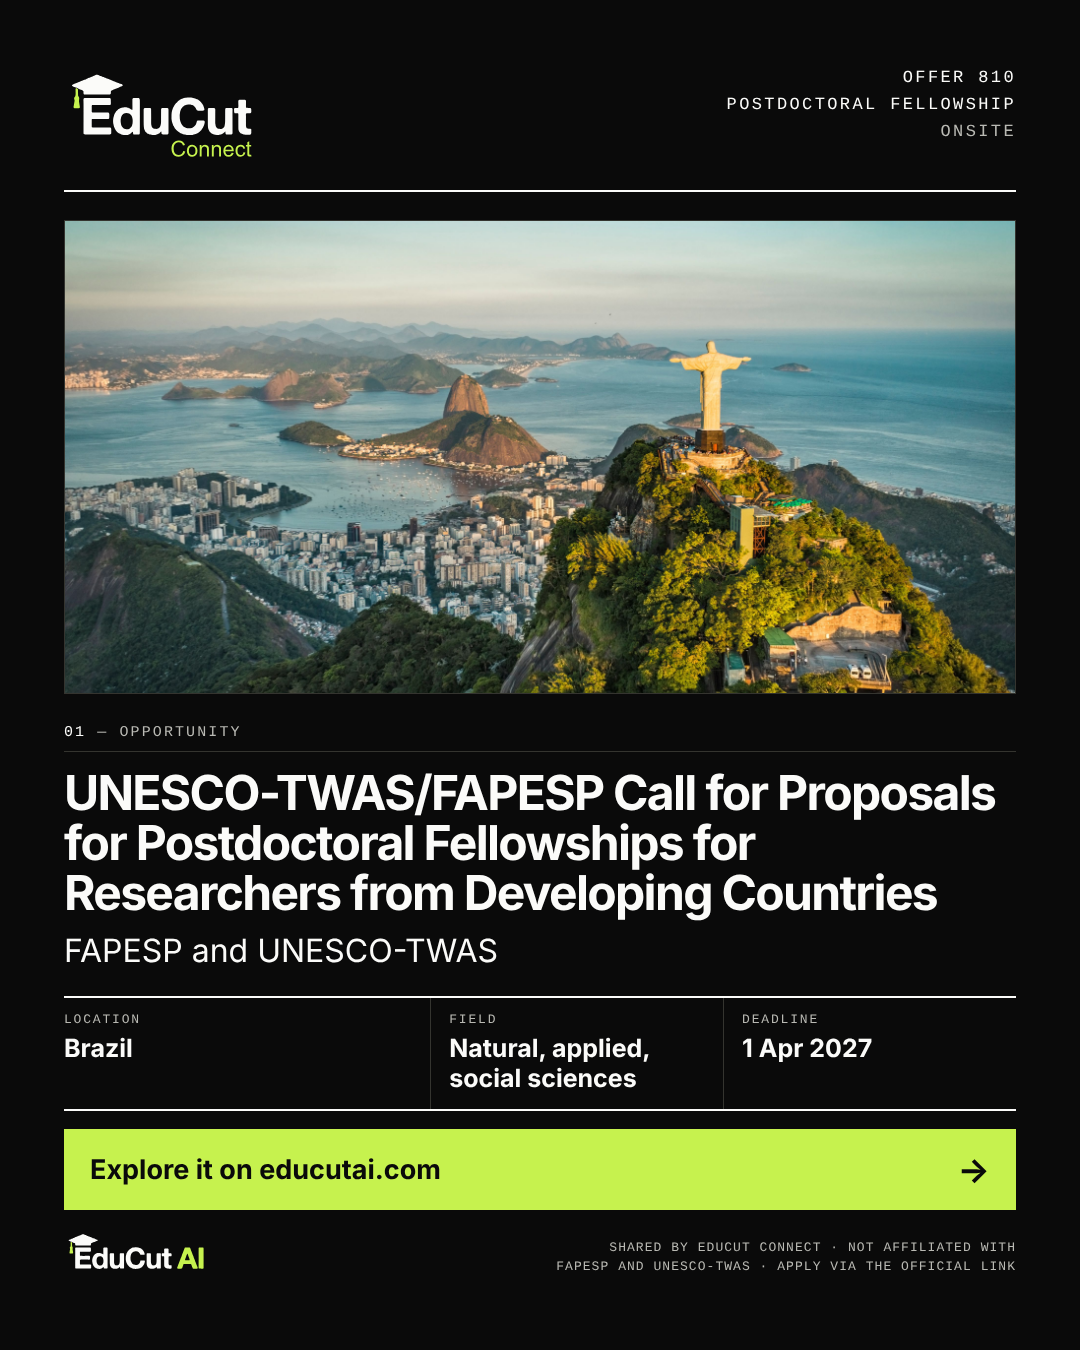 EduCut
Connect
OFFER 810
POSTDOCTORAL FELLOWSHIP
ONSITE
01 — OPPORTUNITY
UNESCO-TWAS/FAPESP Call for Proposals
for Postdoctoral Fellowships for
Researchers from Developing Countries
FAPESP and UNESCO-TWAS
LOCATION
Brazil
FIELD
Natural, applied,
social sciences
DEADLINE
1 Apr 2027
Explore it on educutai.com →
EduCut AI
SHARED BY EDUCUT CONNECT · NOT AFFILIATED WITH
FAPESP AND UNESCO-TWAS · APPLY VIA THE OFFICIAL LINK